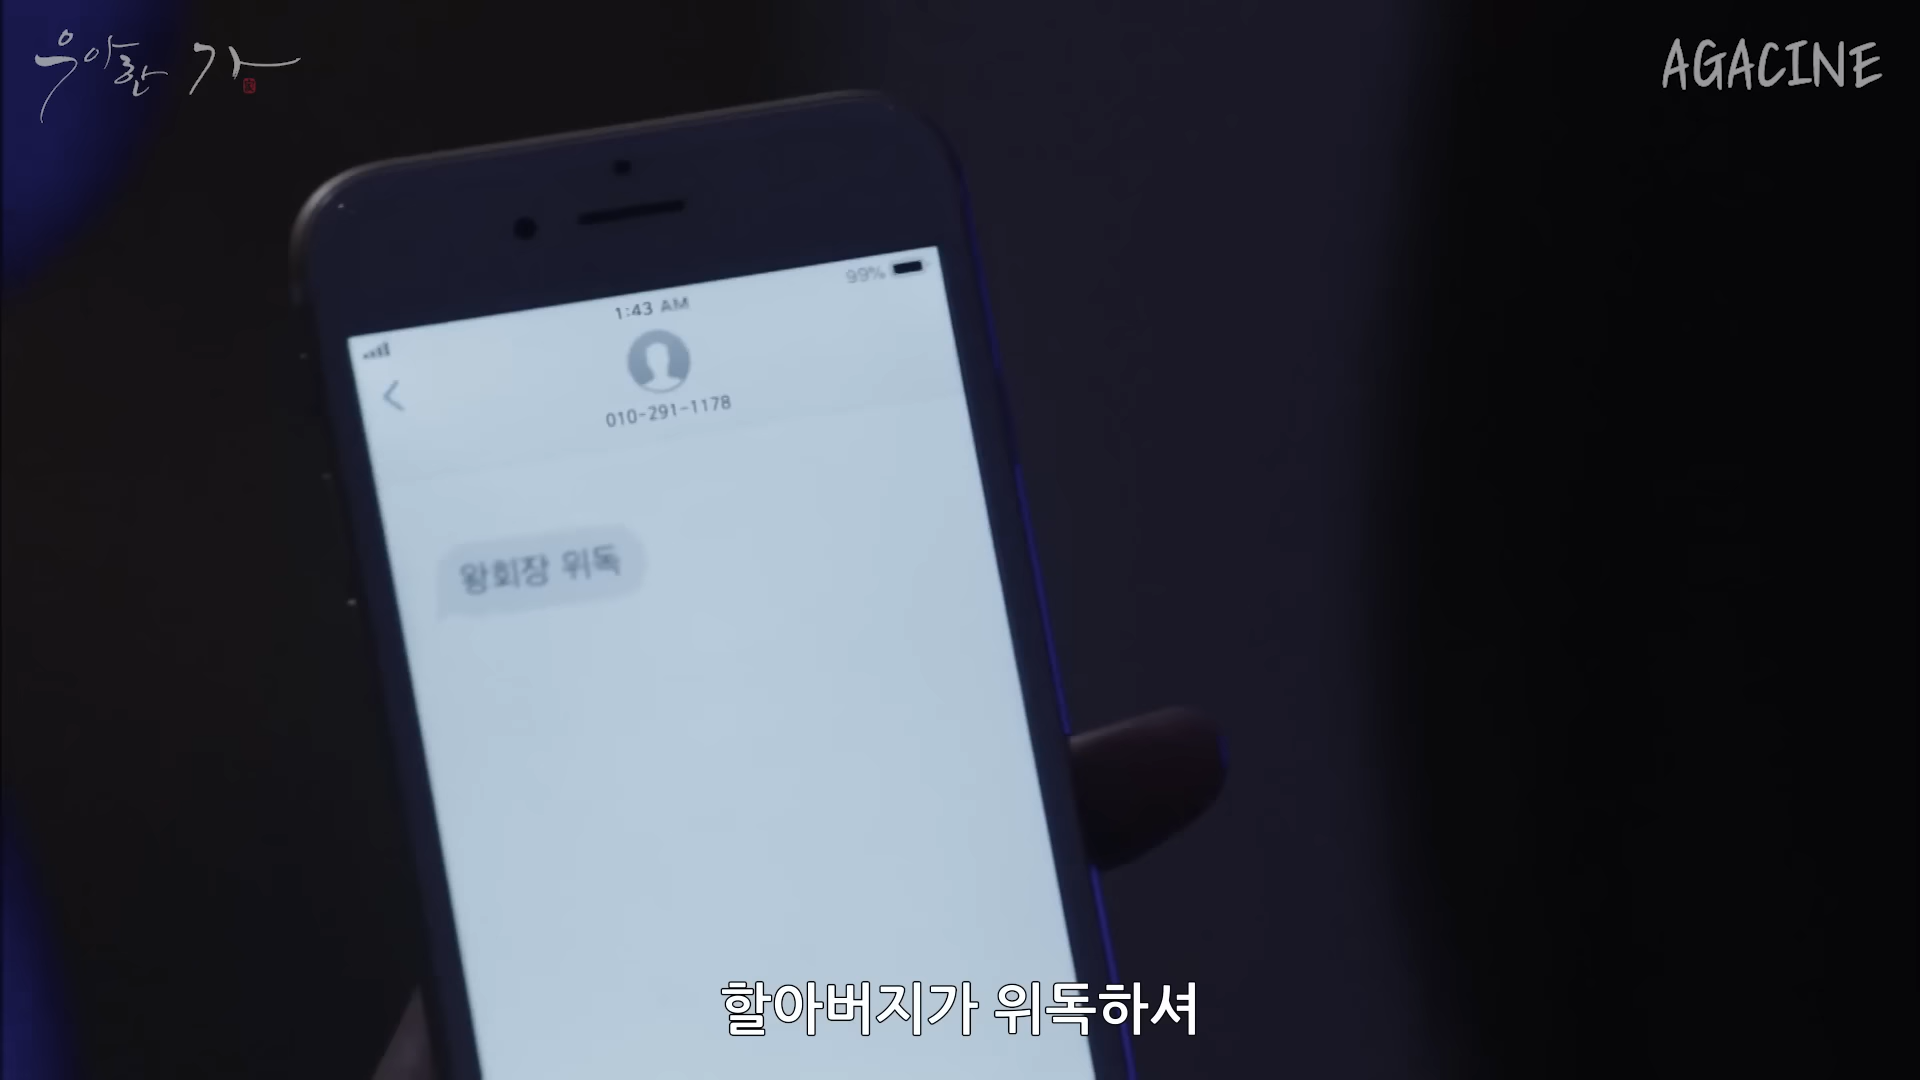 우아한 가
AGACINE
99%
1:43 AM
010-291-1178
왕회장 위독
할아버지가 위독하셔